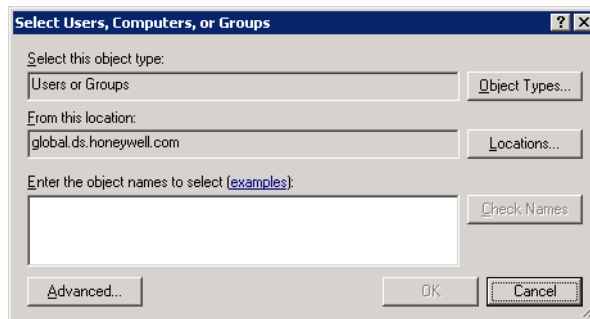 Select Users, Computers, or Groups
Select this object type:
Users or Groups
Object Types...
From this location:
global.ds.honeywell.com
Locations...
Enter the object names to select (examples):
Check Names
Advanced...
OK
Cancel